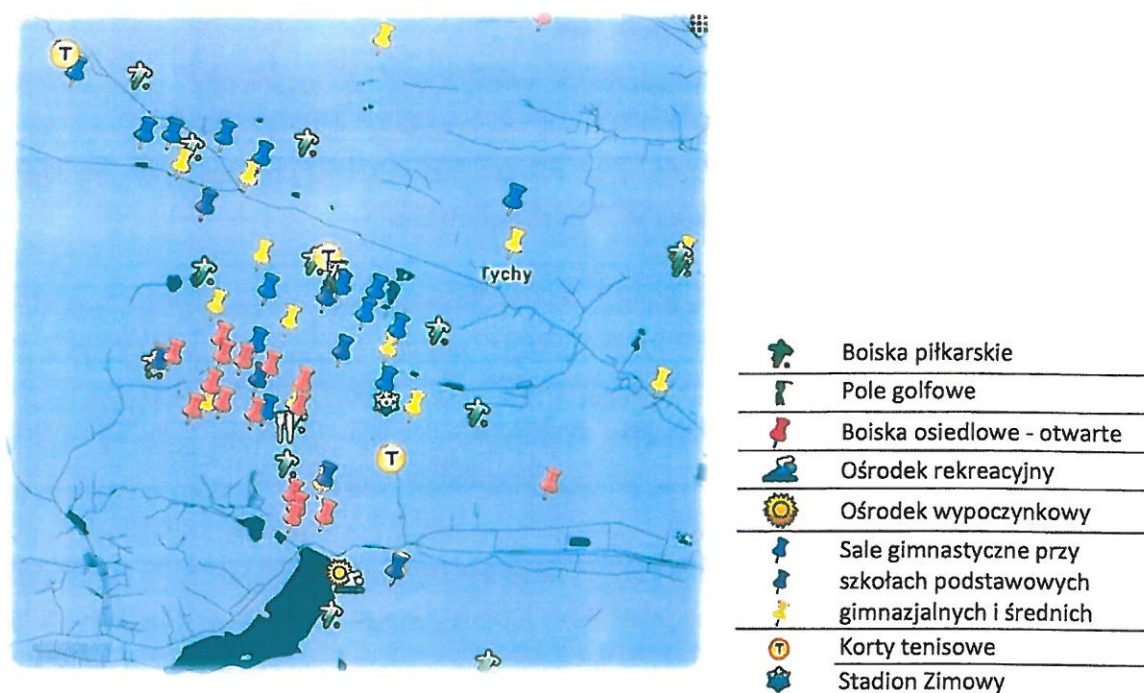 T
T
Tychy
T
Boiska piłkarskie
Pole golfowe
Boiska osiedlowe - otwarte
Ośrodek rekreacyjny
Ośrodek wypoczynkowy
Sale gimnastyczne przy
szkołach podstawowych
gimnazjalnych i średnich
T Korty tenisowe
Stadion Zimowy